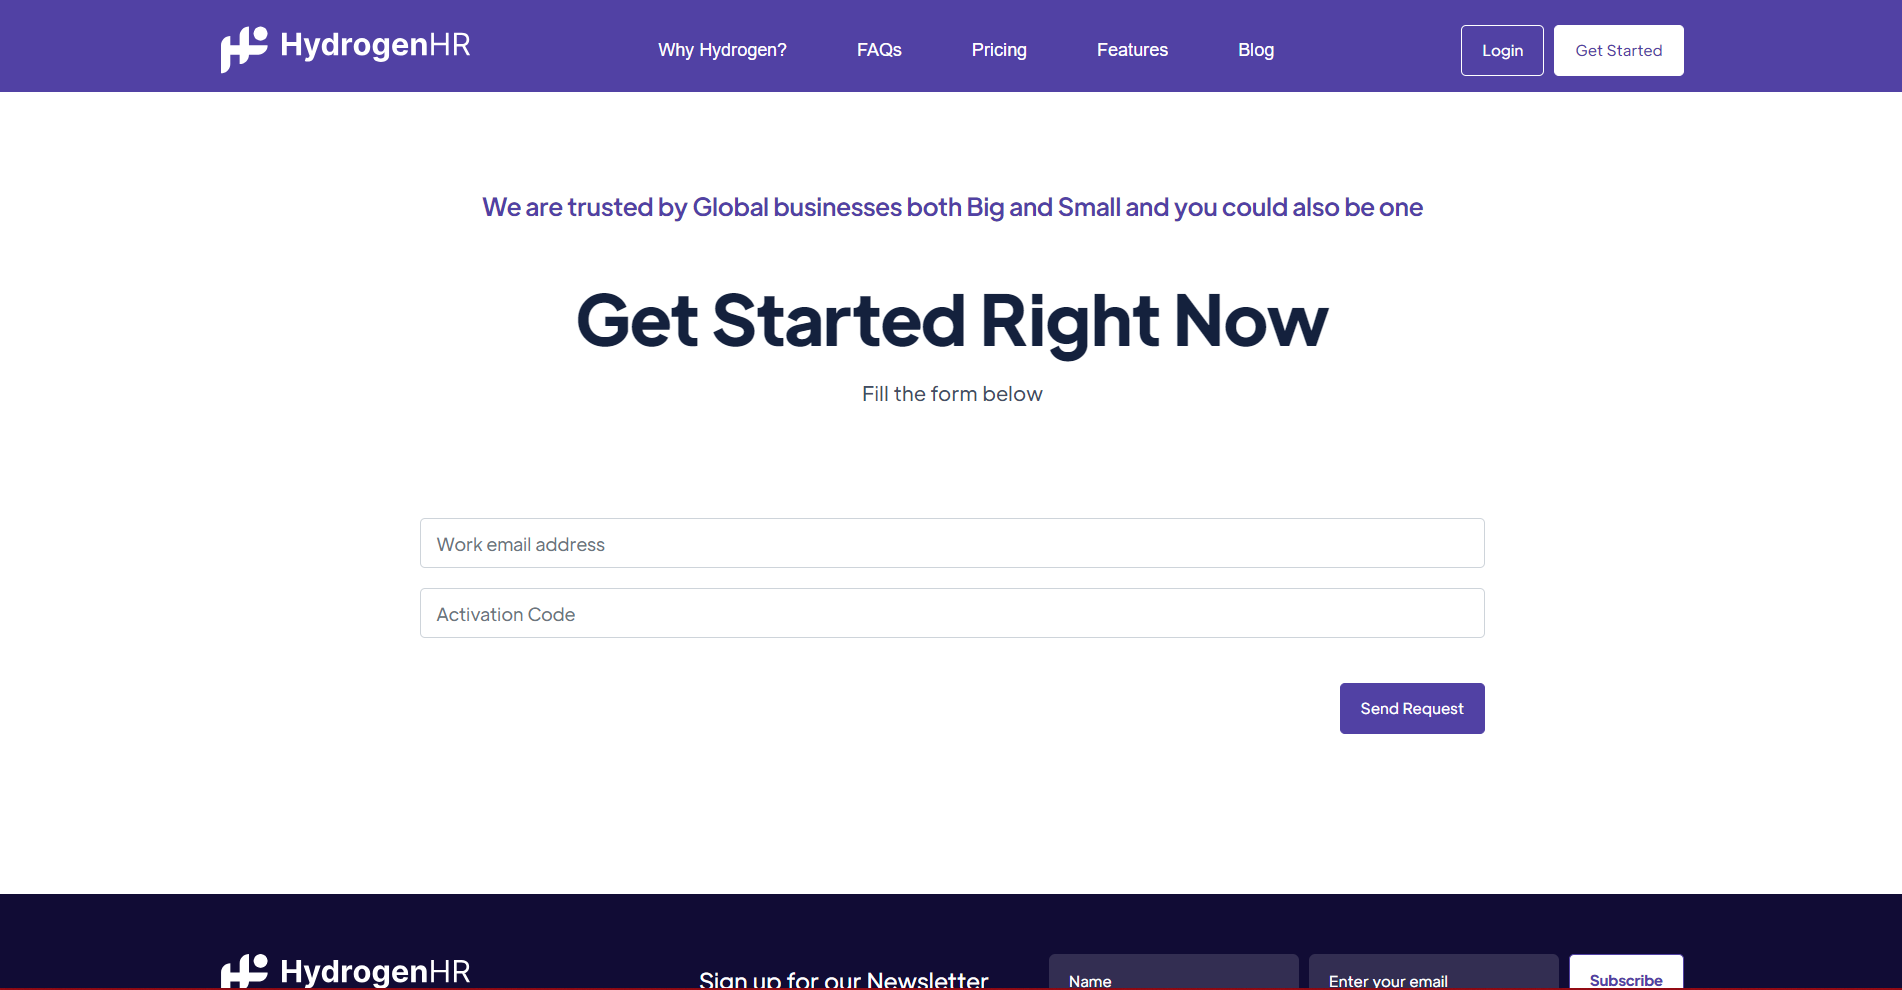 HydrogenHR
Why Hydrogen?
FAQs
Pricing
Features
Blog
Login
Get Started
We are trusted by Global businesses both Big and Small and you could also be one
Get Started Right Now
Fill the form below
Work email address
Activation Code
Send Request
HydrogenHR
Sign up for our Newsletter
Name
Enter your email
Subscribe